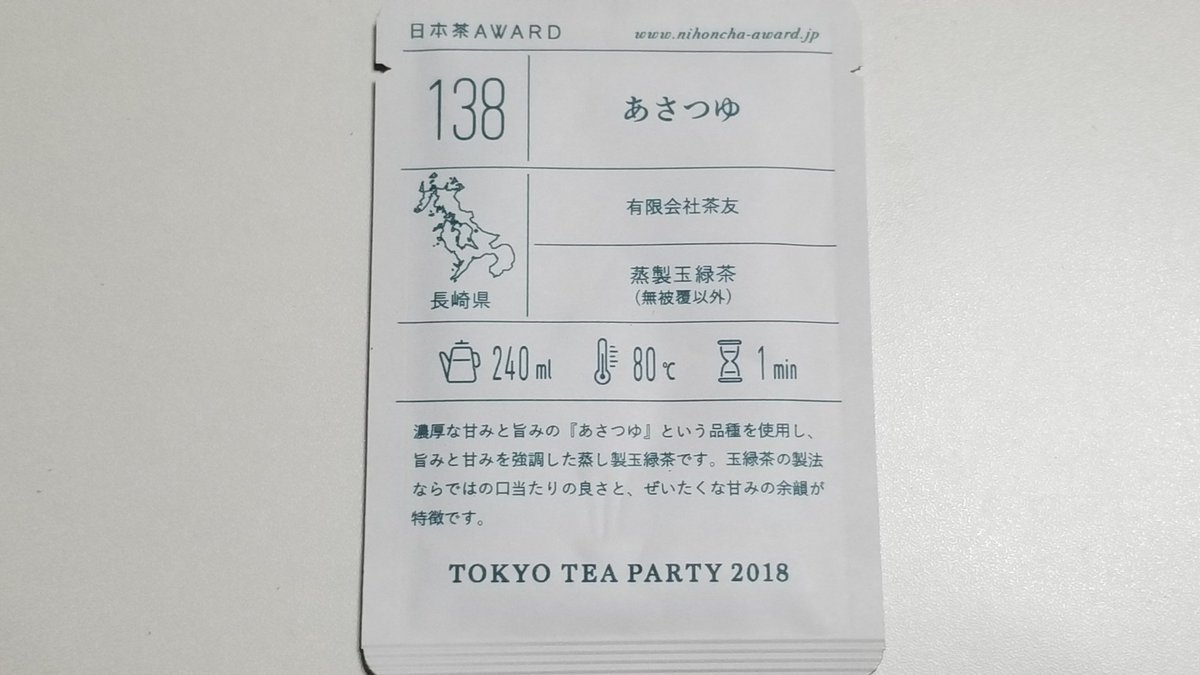 日本茶AWARD
www.nihoncha-award.jp
138
あさつゆ
長崎県
有限会社茶友
蒸製玉緑茶
(無被覆以外)
240ml 80℃ 1min
濃厚な甘みと旨みの『あさつゆ』という品種を使用し、
旨みと甘みを強調した蒸し製玉緑茶です。玉緑茶の製法
ならではの口当たりの良さと、ぜいたくな甘みの余韻が
特徴です。
TOKYO TEA PARTY 2018